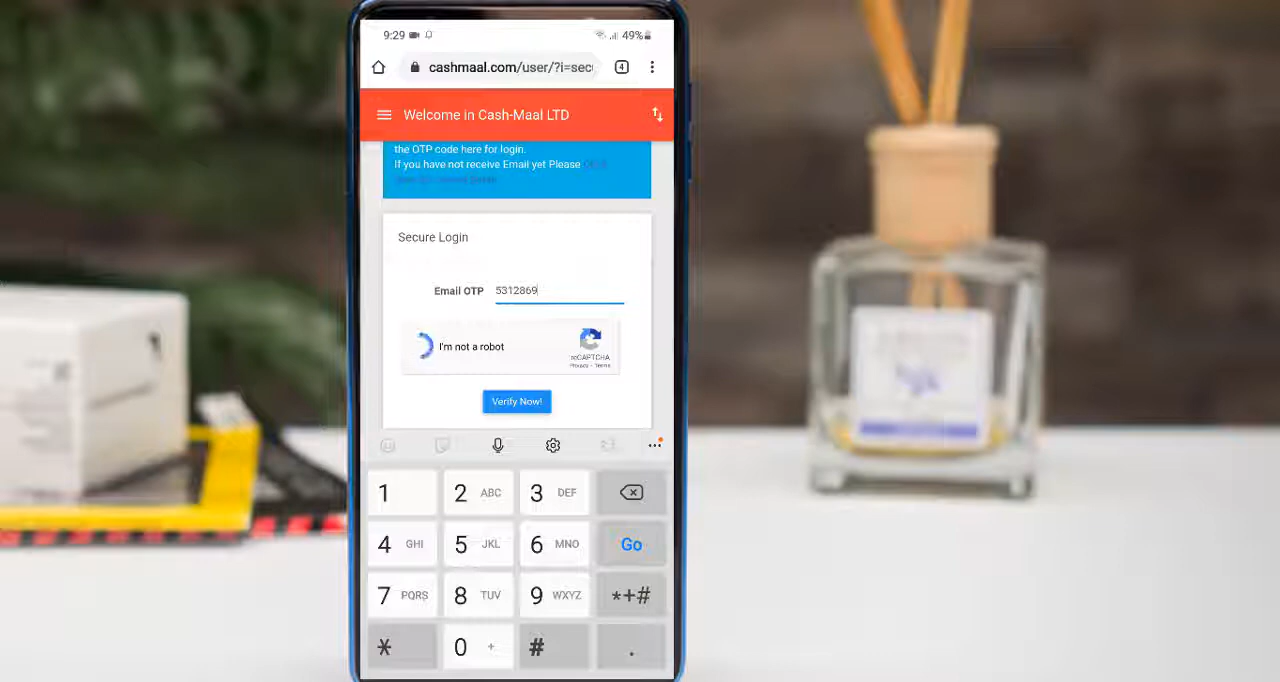 9:29 49%
cashmaal.com/user/?i=sec
4
Welcome in Cash-Maal LTD
the OTP code here for login.
If you have not receive Email yet Please
Secure Login
Email OTP 5312869
I'm not a robot
reCAPTCHA
Privacy - Terms
Verify Now!
1 2 ABC 3 DEF
4 GHI 5 JKL 6 MNO Go
7 PQRS 8 TUV 9 WXYZ *+#
* 0 + # .